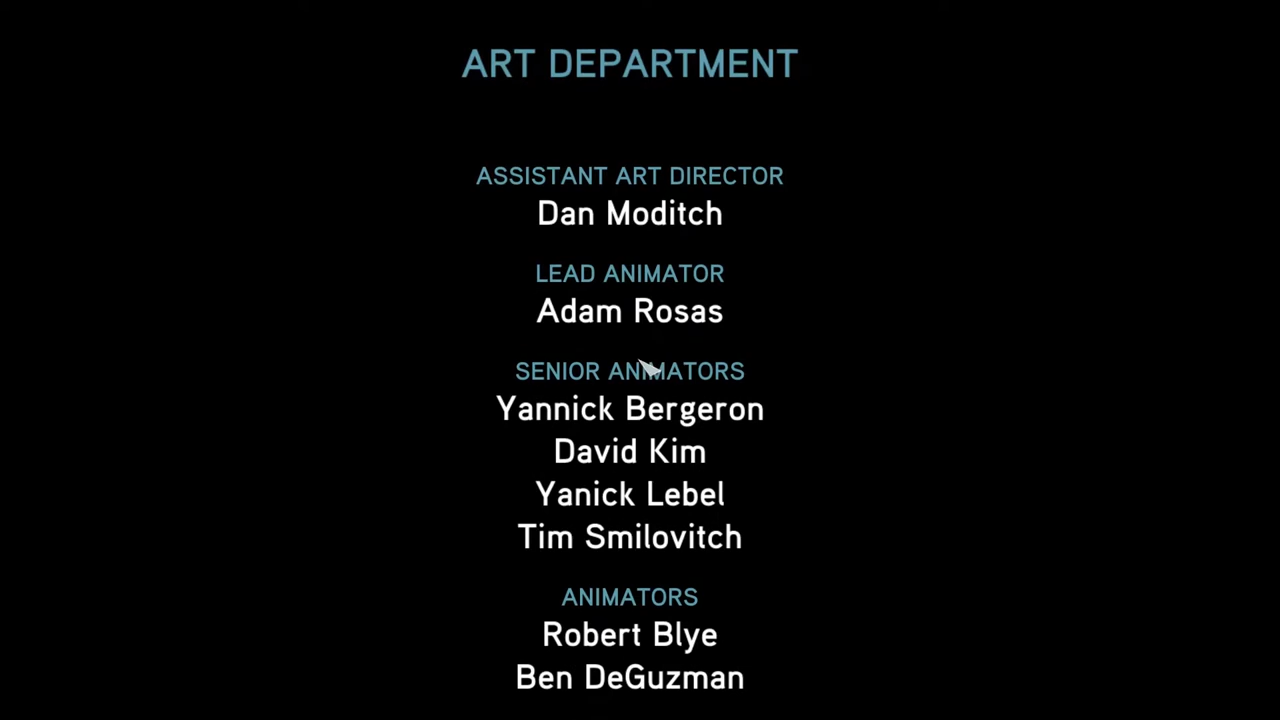 ART DEPARTMENT
ASSISTANT ART DIRECTOR
Dan Moditch
LEAD ANIMATOR
Adam Rosas
SENIOR ANIMATORS
Yannick Bergeron
David Kim
Yanick Lebel
Tim Smilovitch
ANIMATORS
Robert Blye
Ben DeGuzman